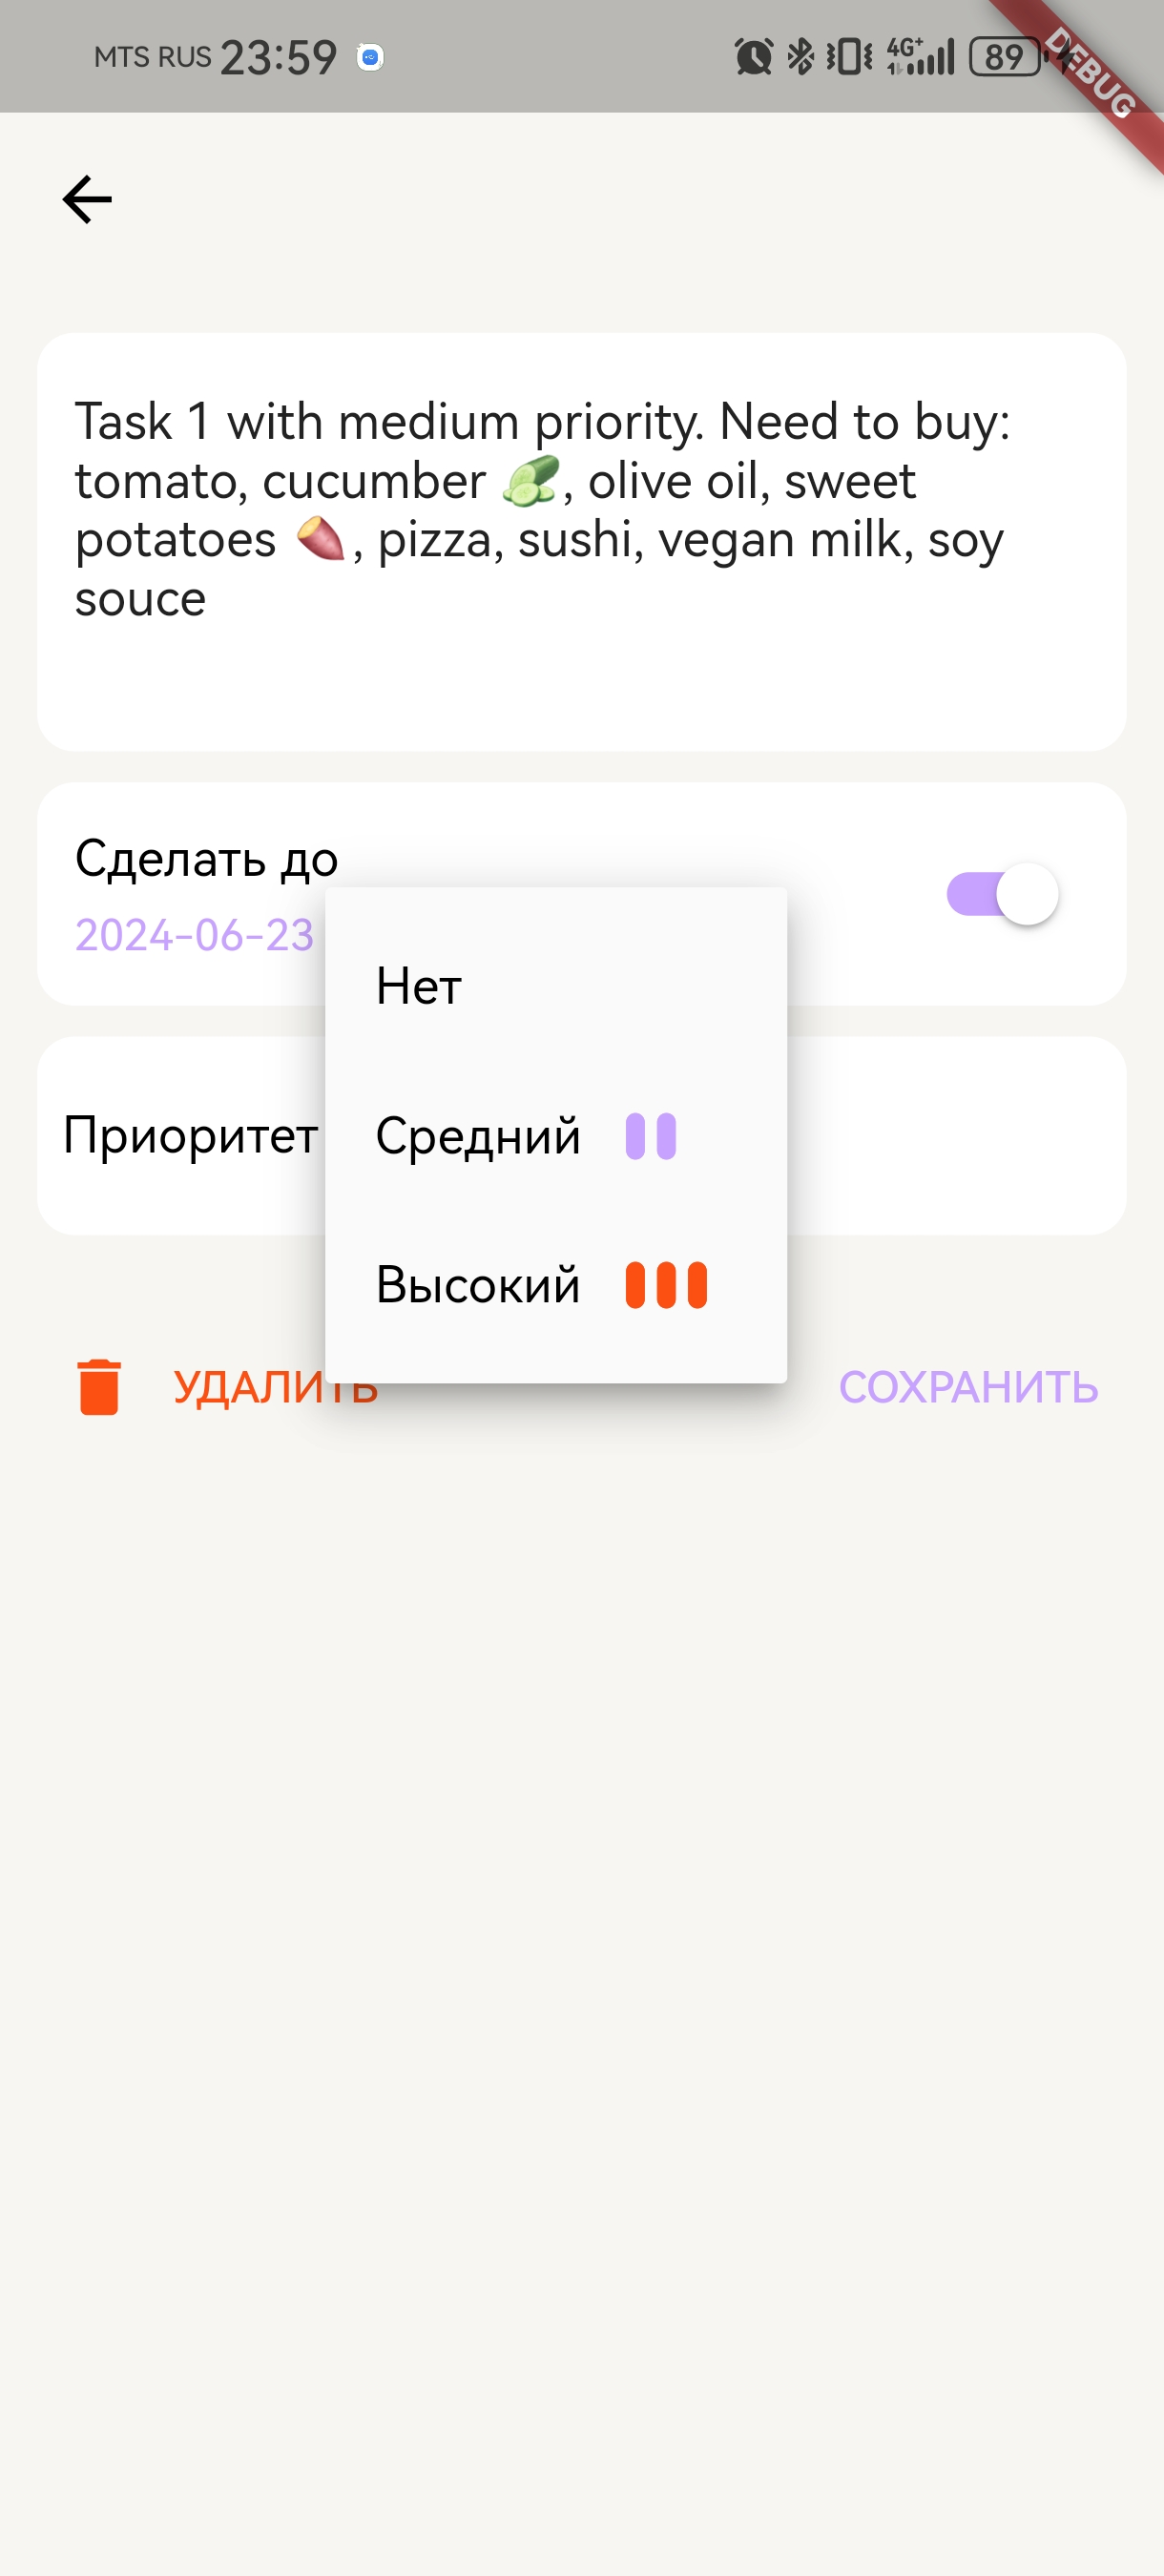 MTS RUS 23:59 4G+ 89
DEBUG
Task 1 with medium priority. Need to buy:
tomato, cucumber 🥒, olive oil, sweet
potatoes 🍠, pizza, sushi, vegan milk, soy
souce
Сделать до
2024-06-23
Нет
Приоритет
Средний
Высокий
УДАЛИТЬ
СОХРАНИТЬ